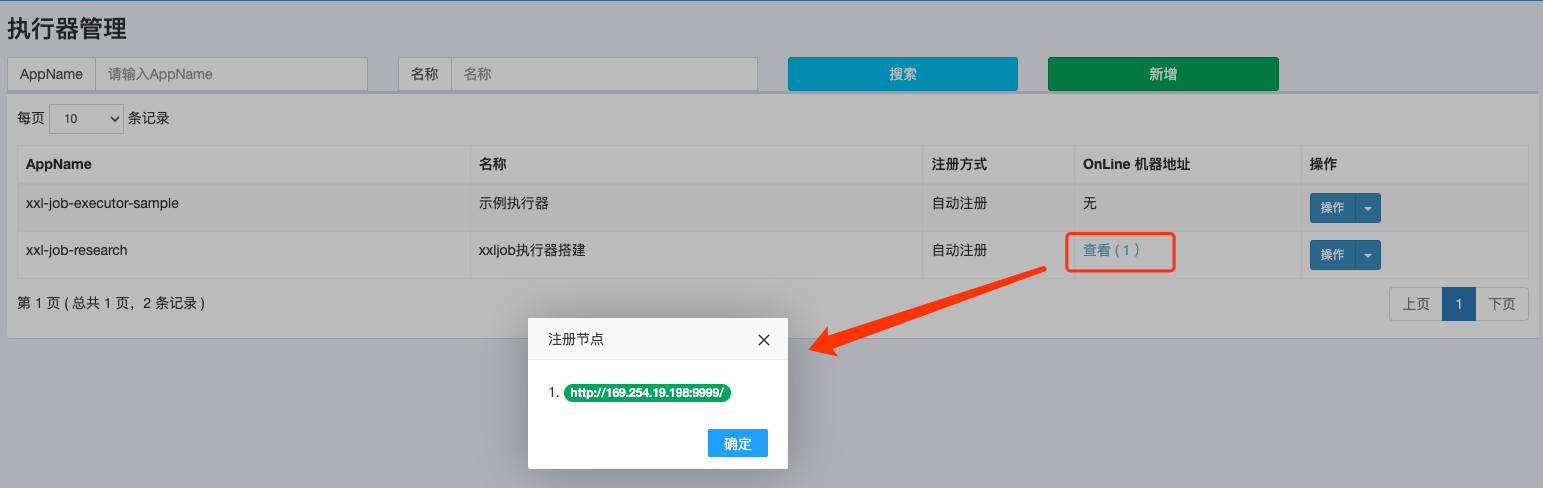 执行器管理
AppName 请输入AppName 名称 名称 搜索 新增
每页 10 条记录
AppName 名称 注册方式 OnLine 机器地址 操作
xxl-job-executor-sample 示例执行器 自动注册 无 操作
xxl-job-research xxljob执行器搭建 自动注册 查看 ( 1 ） 操作
第 1 页 ( 总共 1 页，2 条记录 ) 上页 1 下页
注册节点
1. http://169.254.19.198:9999/
确定